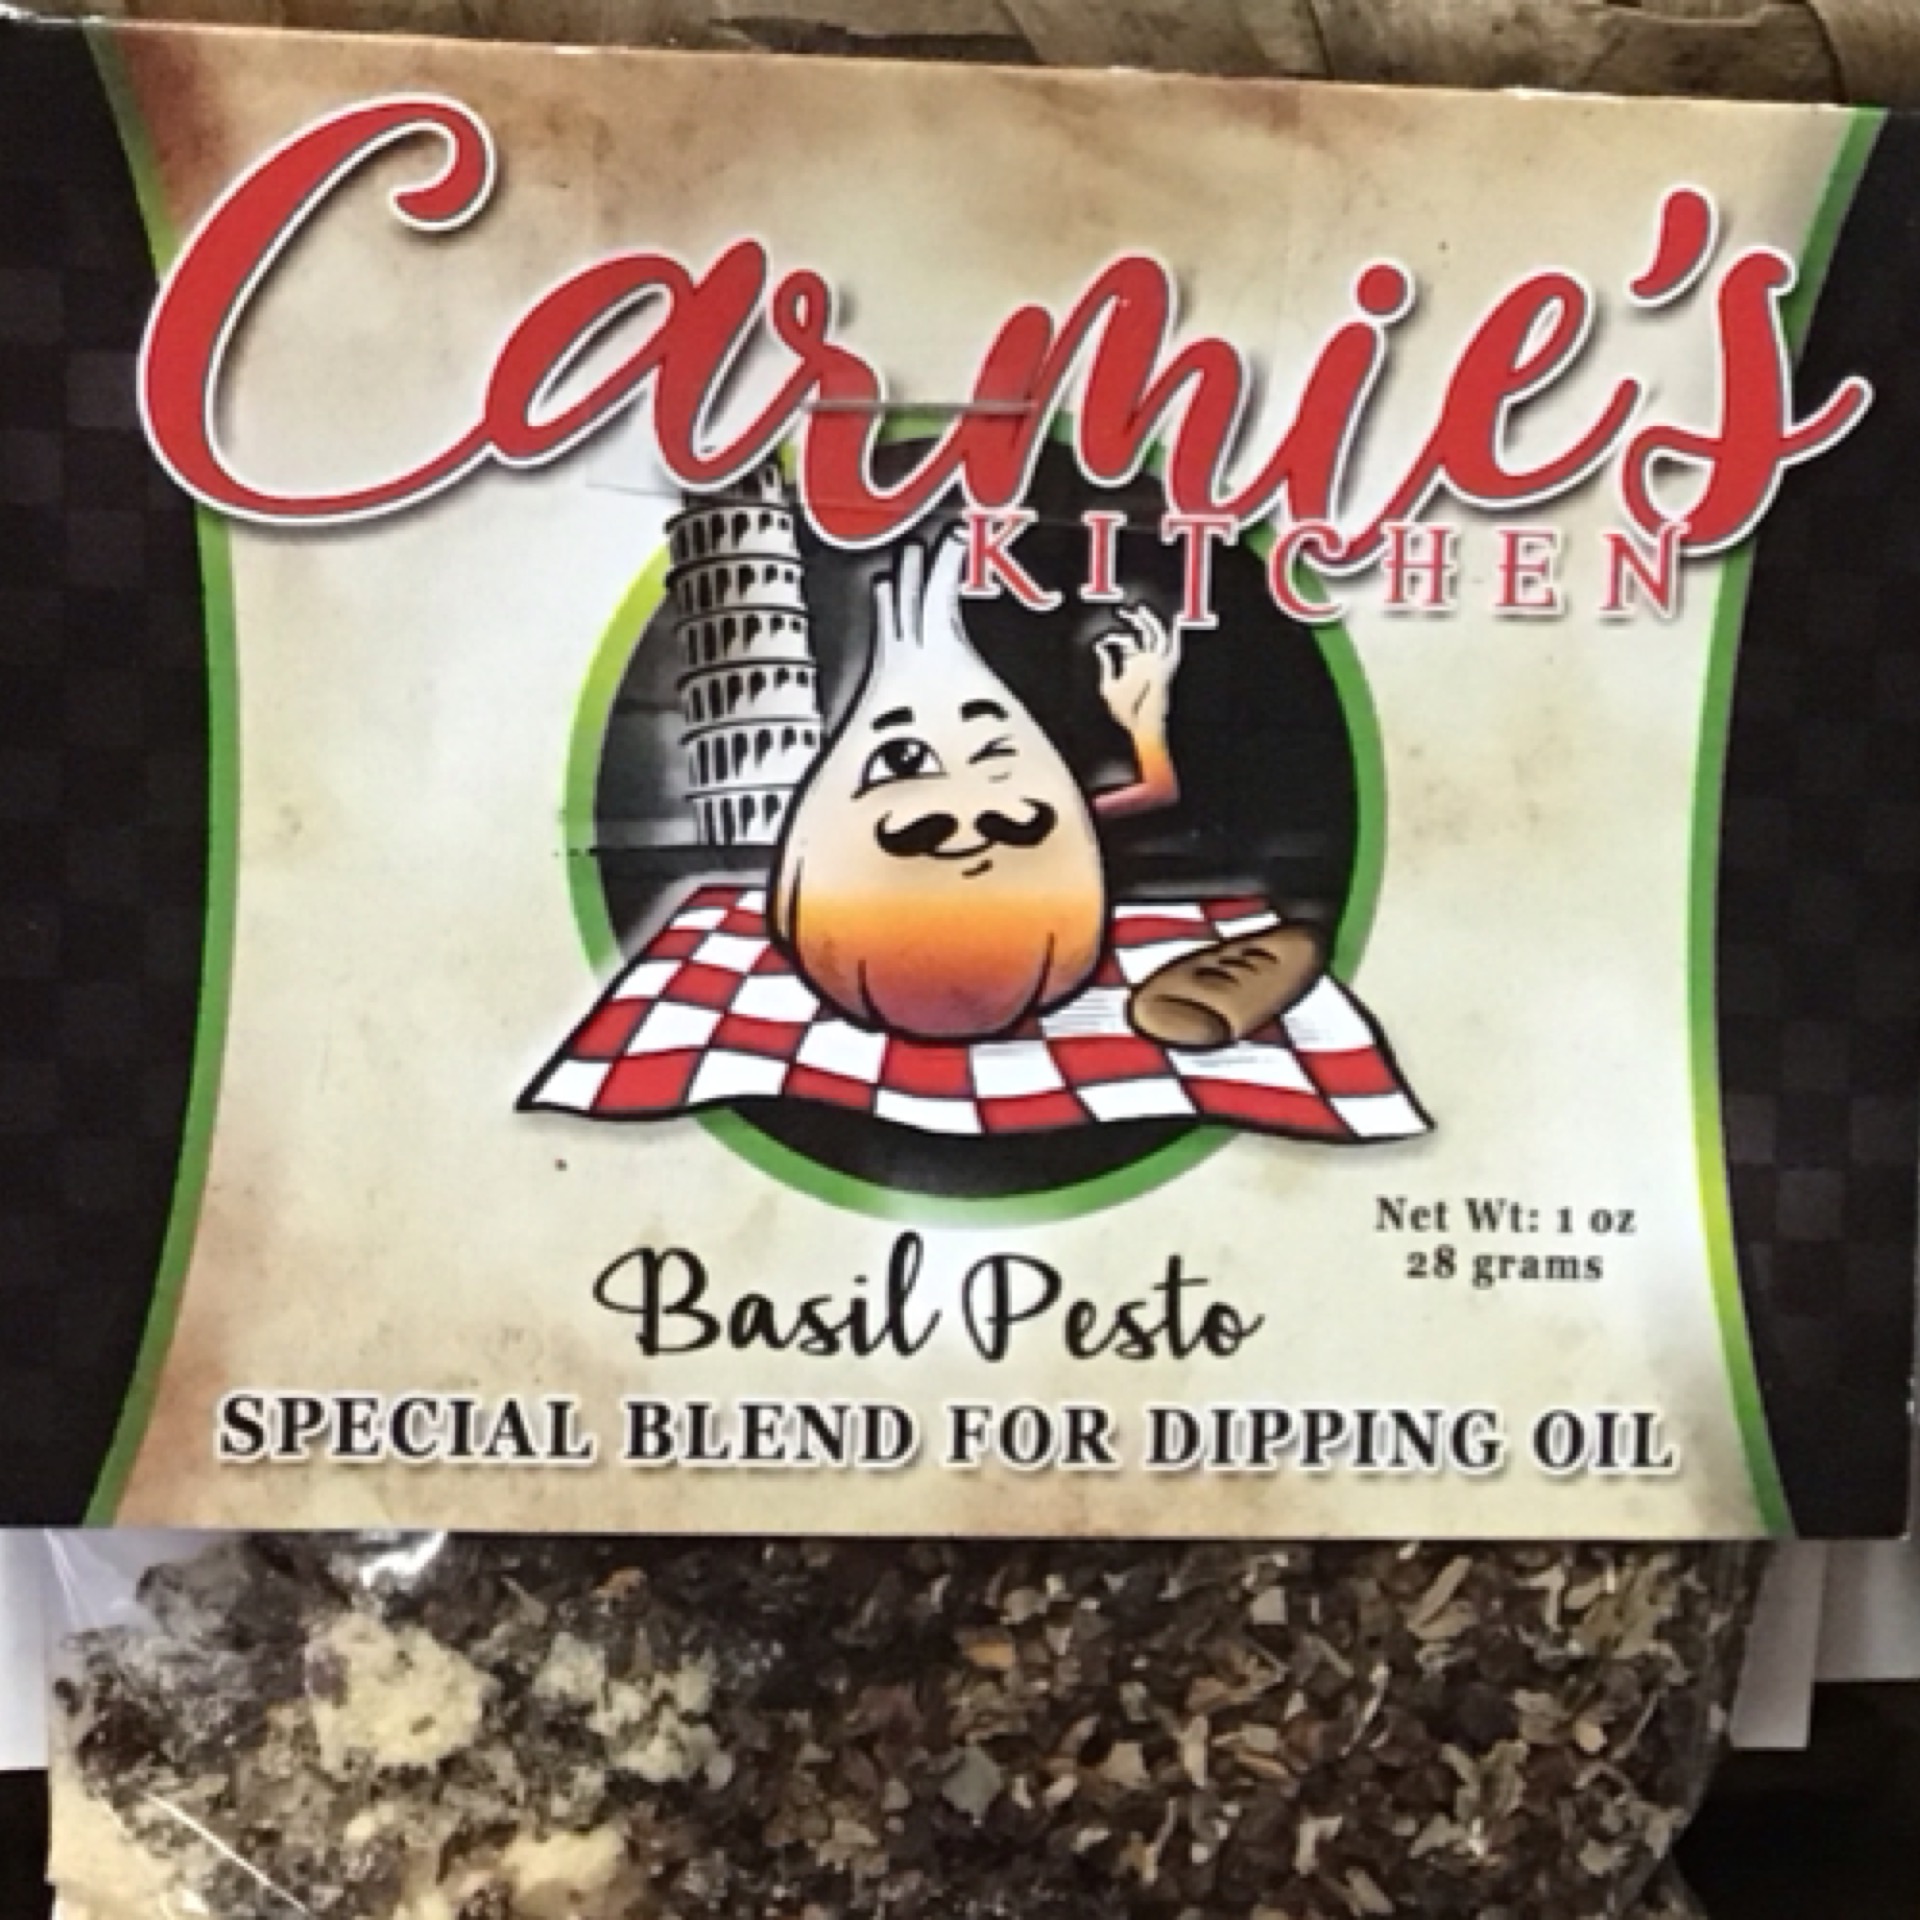 Carmie's
KITCHEN
Net Wt: 1 oz
28 grams
Basil Pesto
SPECIAL BLEND FOR DIPPING OIL